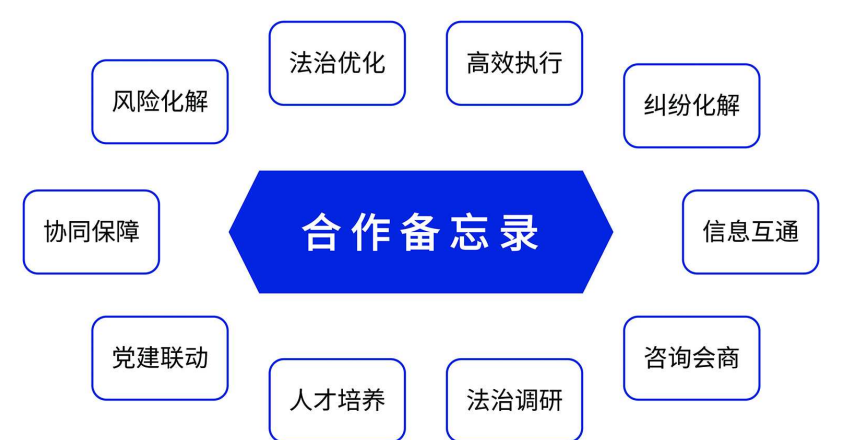 法治优化
高效执行
风险化解
纠纷化解
协同保障
合作备忘录
信息互通
党建联动
咨询会商
人才培养
法治调研